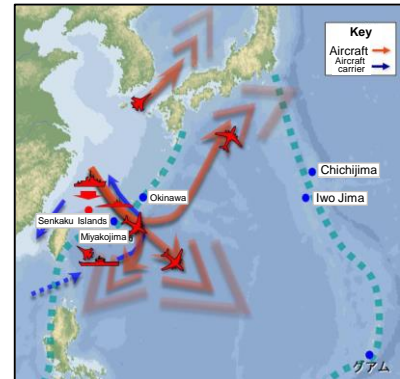 Key
Aircraft
Aircraft
carrier
Okinawa
Senkaku Islands
Miyakojima
Chichijima
Iwo Jima
グアム